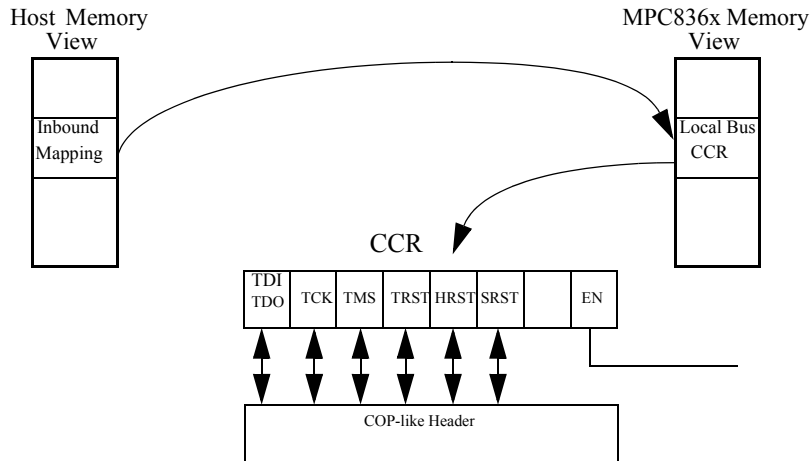 Host Memory
View
MPC836x Memory
View
Inbound
Mapping
Local Bus
CCR
CCR
TDI
TDO
TCK
TMS
TRST
HRST
SRST
EN
COP-like Header